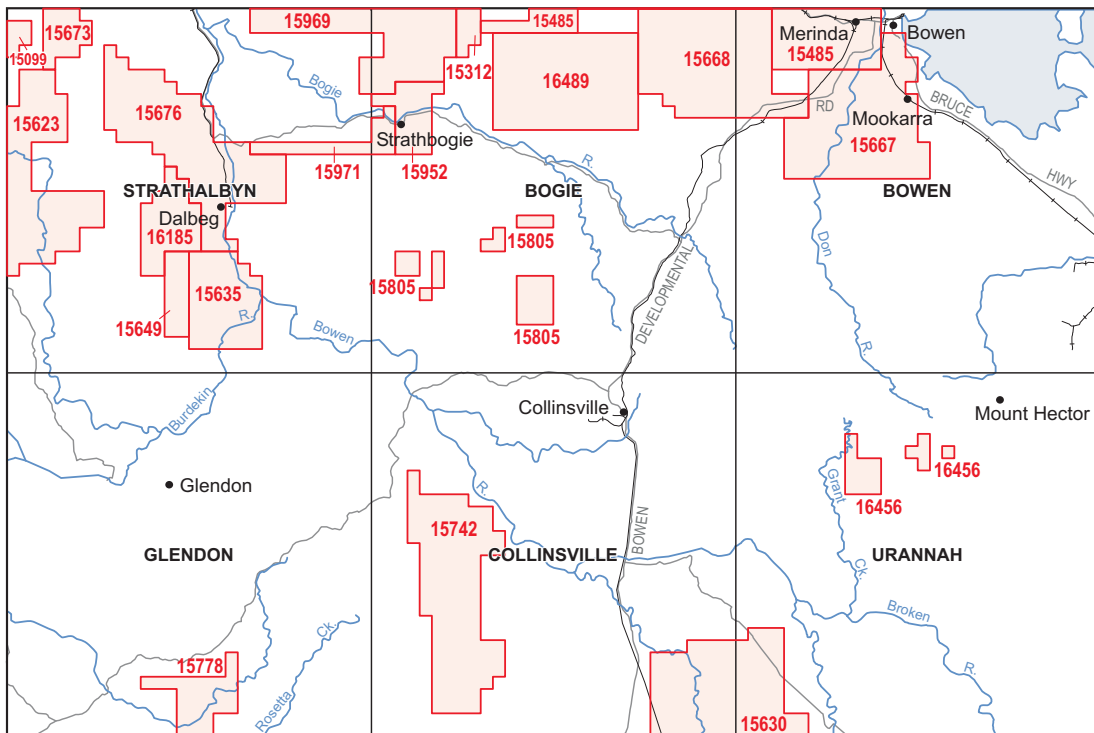 15969
15485
15673
15099
Merinda
Bowen
15312
15668
15485
16489
Bogie
15676
RD
BRUCE
15623
Mookarra
Strathbogie
15667
R.
15971
15952
HWY
STRATHALBYN
BOGIE
BOWEN
Dalbeg
16185
15805
Don
DEVELOPMENTAL
15635
15805
R.
15649
Bowen
15805
R.
Burdekin
Collinsville
Mount Hector
16456
Glendon
R.
Grant
16456
15742
BOWEN
GLENDON
COLLINSVILLE
URANNAH
Ck.
Broken
Ck.
15778
R.
Rosetta
15630